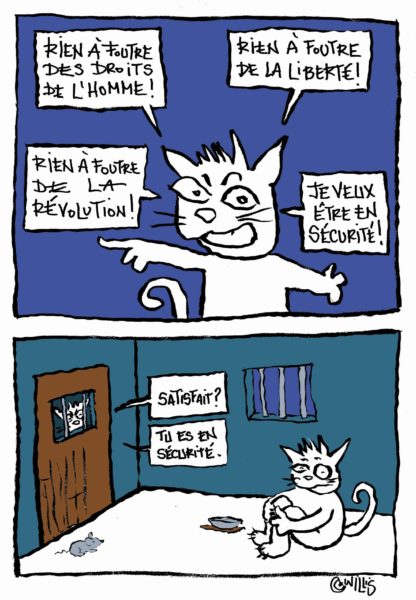 RIEN À FOUTRE
DES DROITS
DE L'HOMME!
RIEN À FOUTRE
DE LA LIBERTÉ!
RIEN À FOUTRE
DE LA
RÉVOLUTION!
JE VEUX
ÊTRE EN
SÉCURITÉ!
SATISFAIT?
TU ES EN
SÉCURITÉ.
©WILLIS